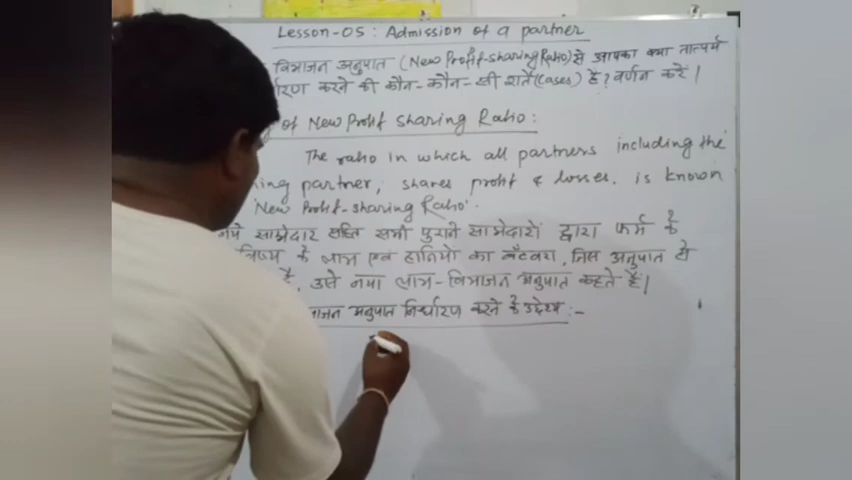 Lesson-05 : Admission of a partner
विभाजन अनुपात (New Profit-sharing Ratio) से आपका क्या तात्पर्य
करने की कौन-कौन-सी शर्तें (Cases) हैं? वर्णन करें।
of New Profit sharing Ratio:
The ratio in which all partners including the
partner, shares profit & losses. is known
'New Profit-sharing Ratio'.
साझेदार सहित सभी पुराने साझेदारों द्वारा फर्म के
के लाभ एवं हानियों का बँटवारा, जिस अनुपात से
है, उसे नया लाभ-विभाजन अनुपात कहते हैं।
अनुपात निर्धारण करने के उद्देश्य :-